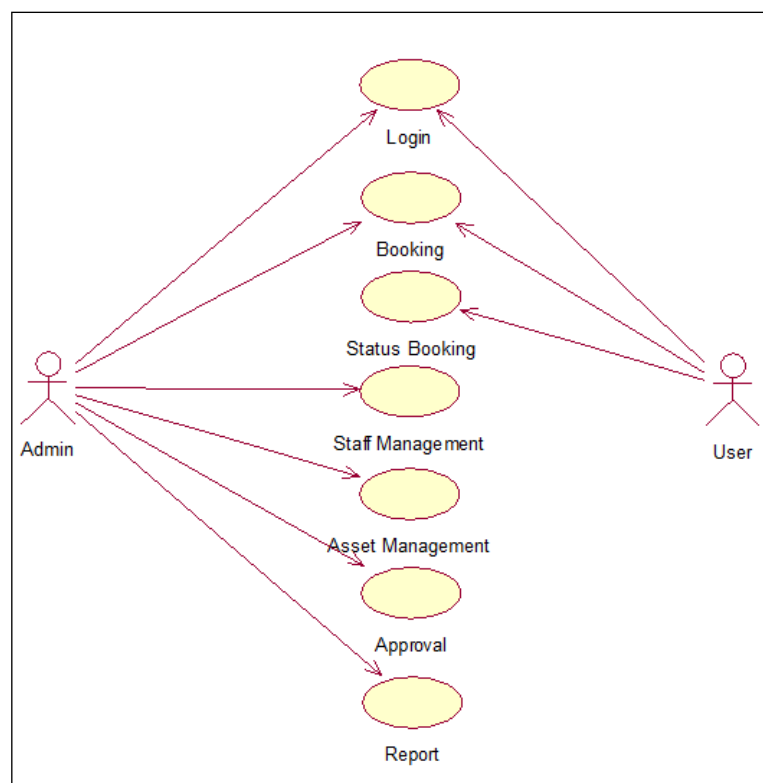 Login
Booking
Status Booking
Staff Management
Admin
User
Asset Management
Approval
Report